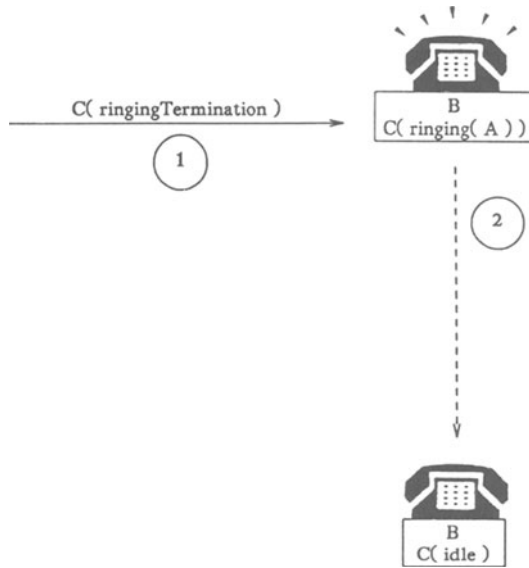 C( ringingTermination )
1
B
C( ringing( A ) )
2
B
C( idle )